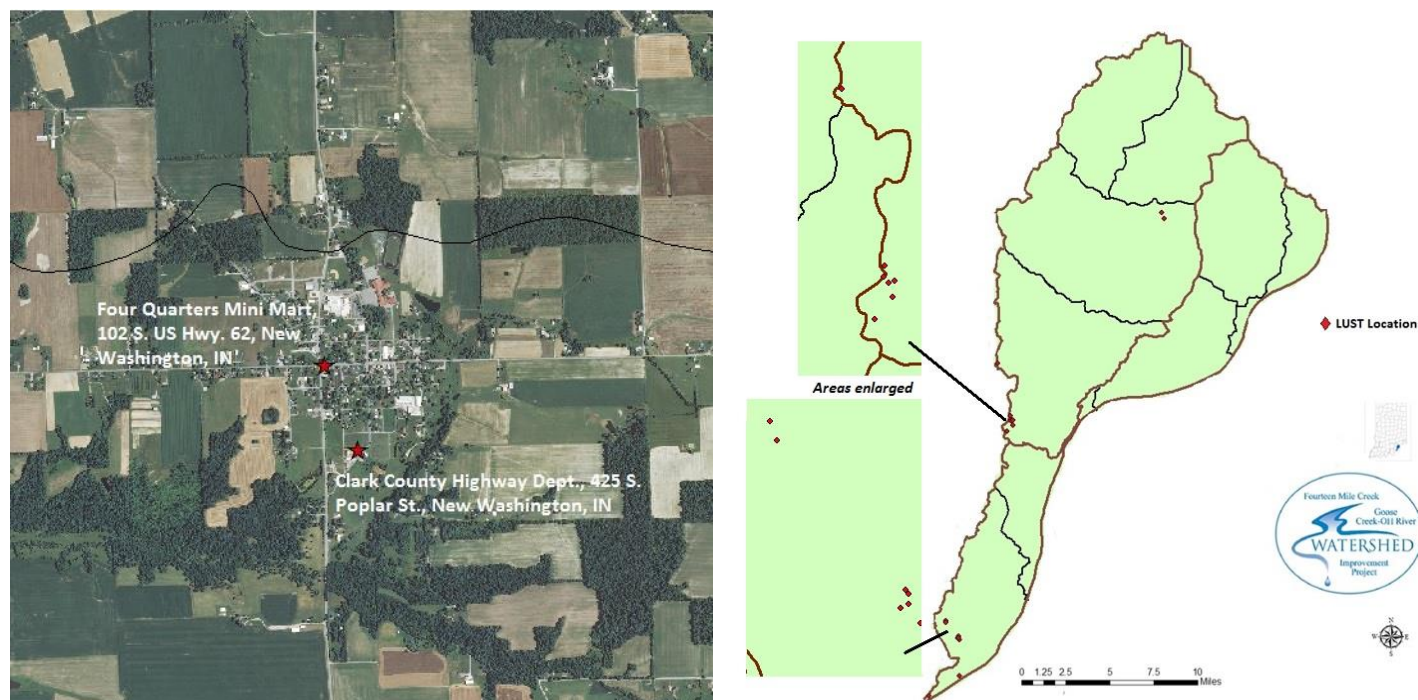 Four Quarters Mini Mart,
102 S. US Hwy. 62, New
Washington, IN
Clark County Highway Dept., 425 S.
Poplar St., New Washington, IN
Areas enlarged
LUST Location
Fourteen Mile Creek
Goose
Creek-OH River
WATERSHED
Improvement
Project
N
W E
S
0 1.25 2.5 5 7.5 10
Miles